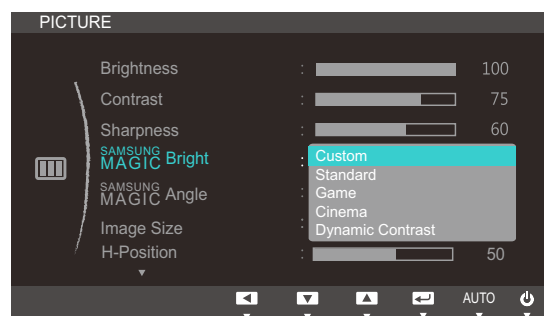 PICTURE
Brightness : 100
Contrast : 75
Sharpness : 60
SAMSUNG MAGIC Bright : Custom
Standard
SAMSUNG MAGIC Angle : Game
Cinema
Image Size : Dynamic Contrast
H-Position : 50
AUTO